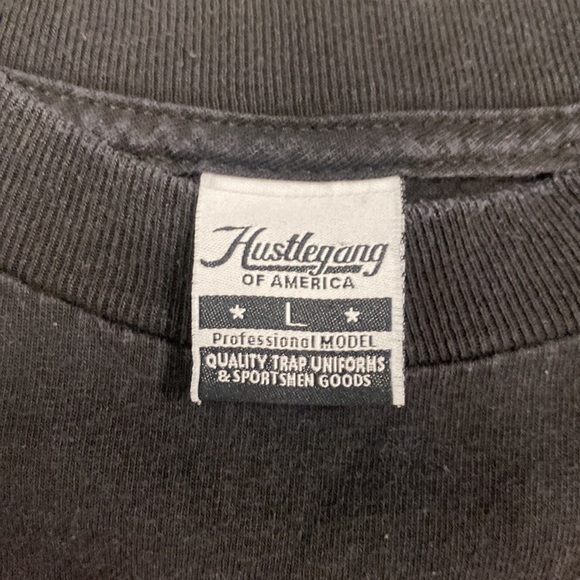 Hustlegang
OF AMERICA
* L *
Professional MODEL
QUALITY TRAP UNIFORMS
& SPORTSMEN GOODS